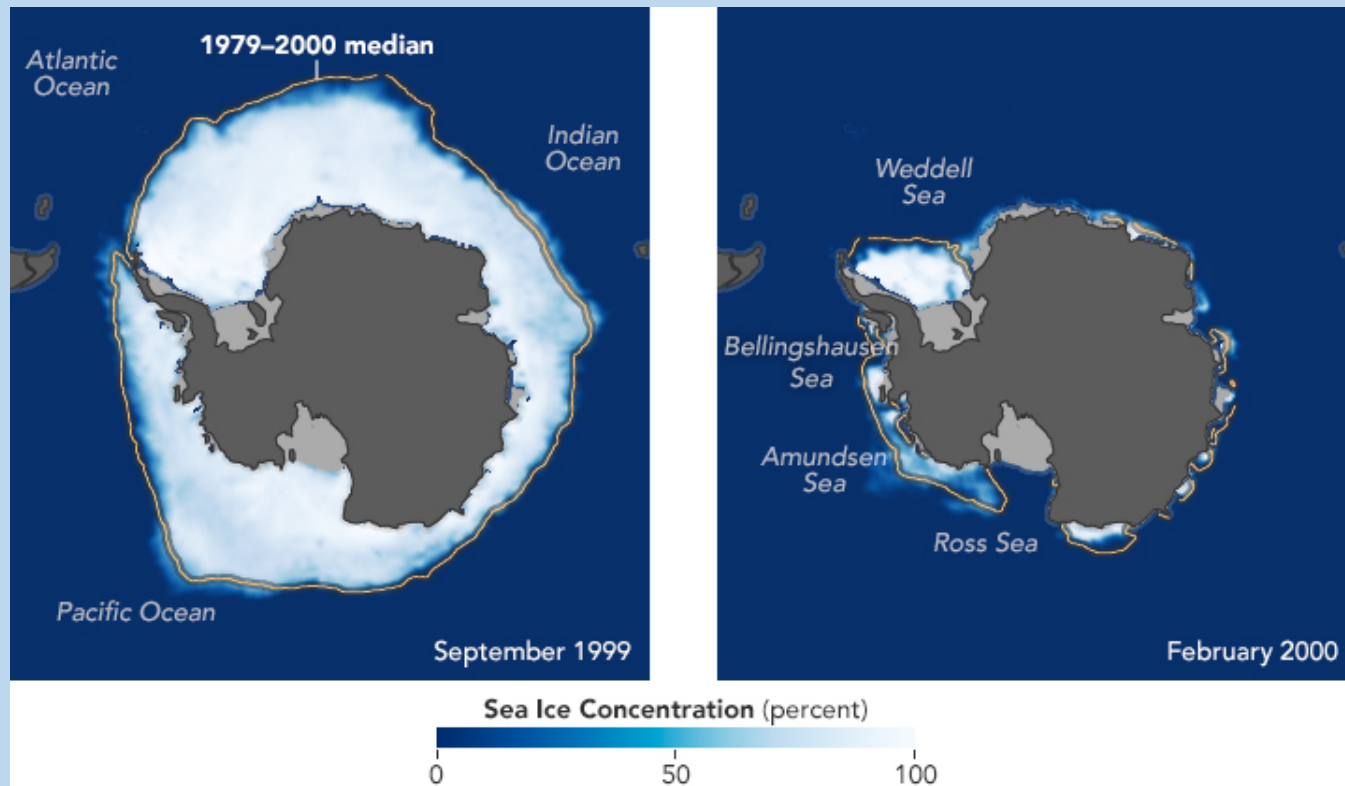 1979–2000 median
Atlantic
Ocean
Indian
Ocean
Pacific Ocean
September 1999
Weddell
Sea
Bellingshausen
Sea
Amundsen
Sea
Ross Sea
February 2000
Sea Ice Concentration (percent)
0 50 100